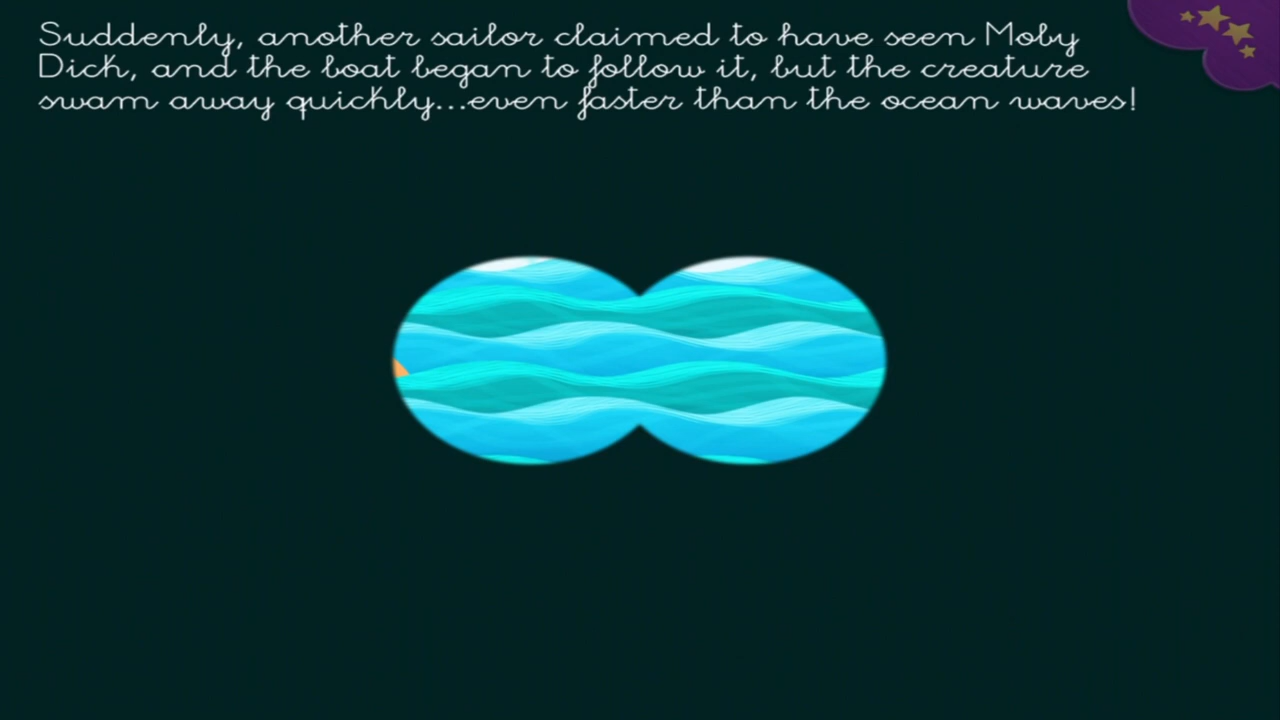 Suddenly, another sailor claimed to have seen Moby
Dick, and the boat began to follow it, but the creature
swam away quickly...even faster than the ocean waves!